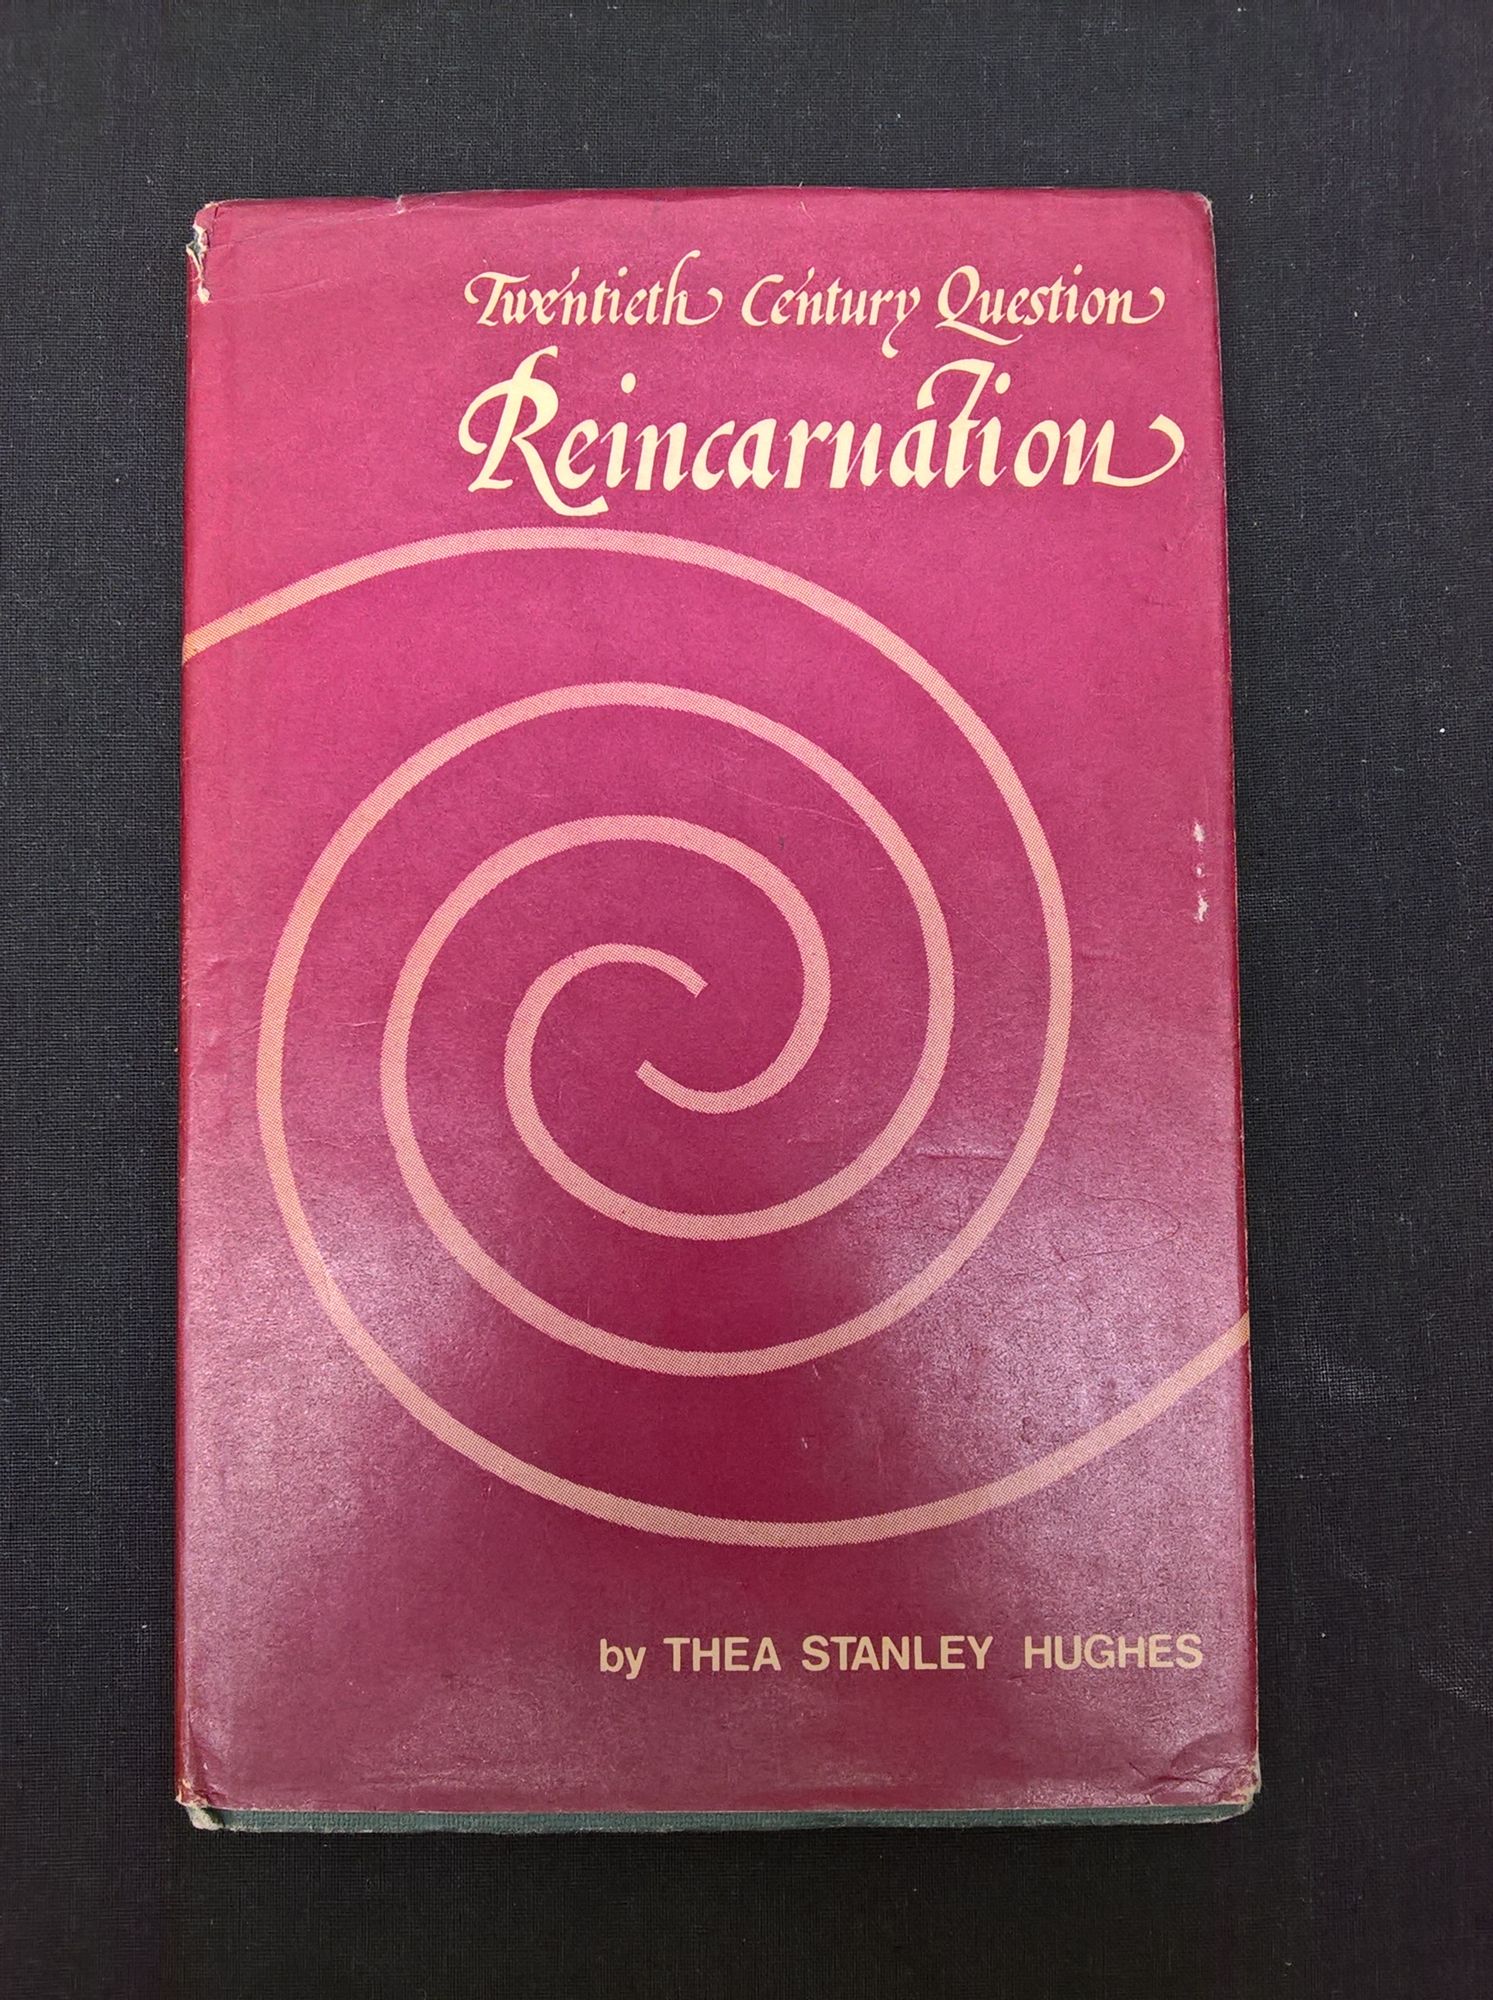 Twentieth Century Question
Reincarnation
by THEA STANLEY HUGHES